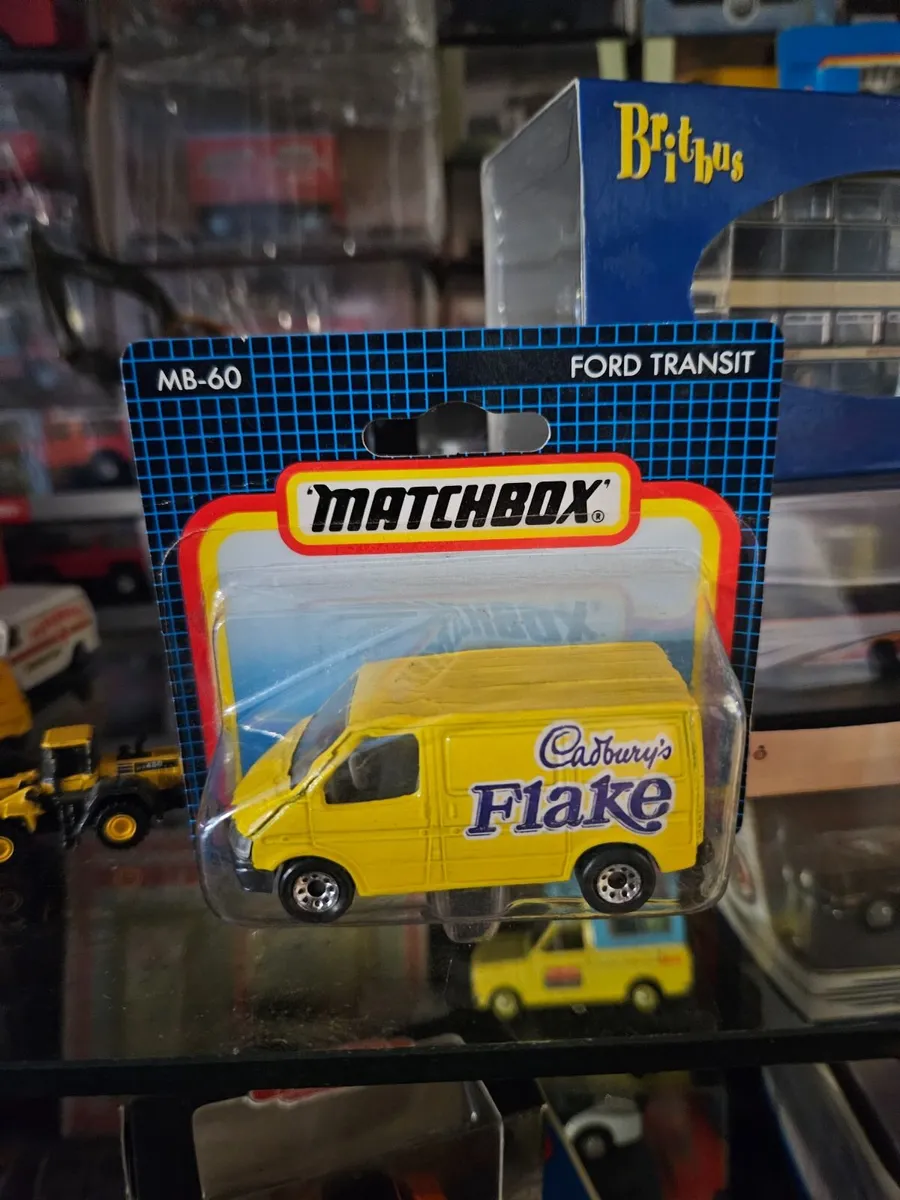 Britbus
MB-60
FORD TRANSIT
'MATCHBOX'®
Cadbury's
Flake